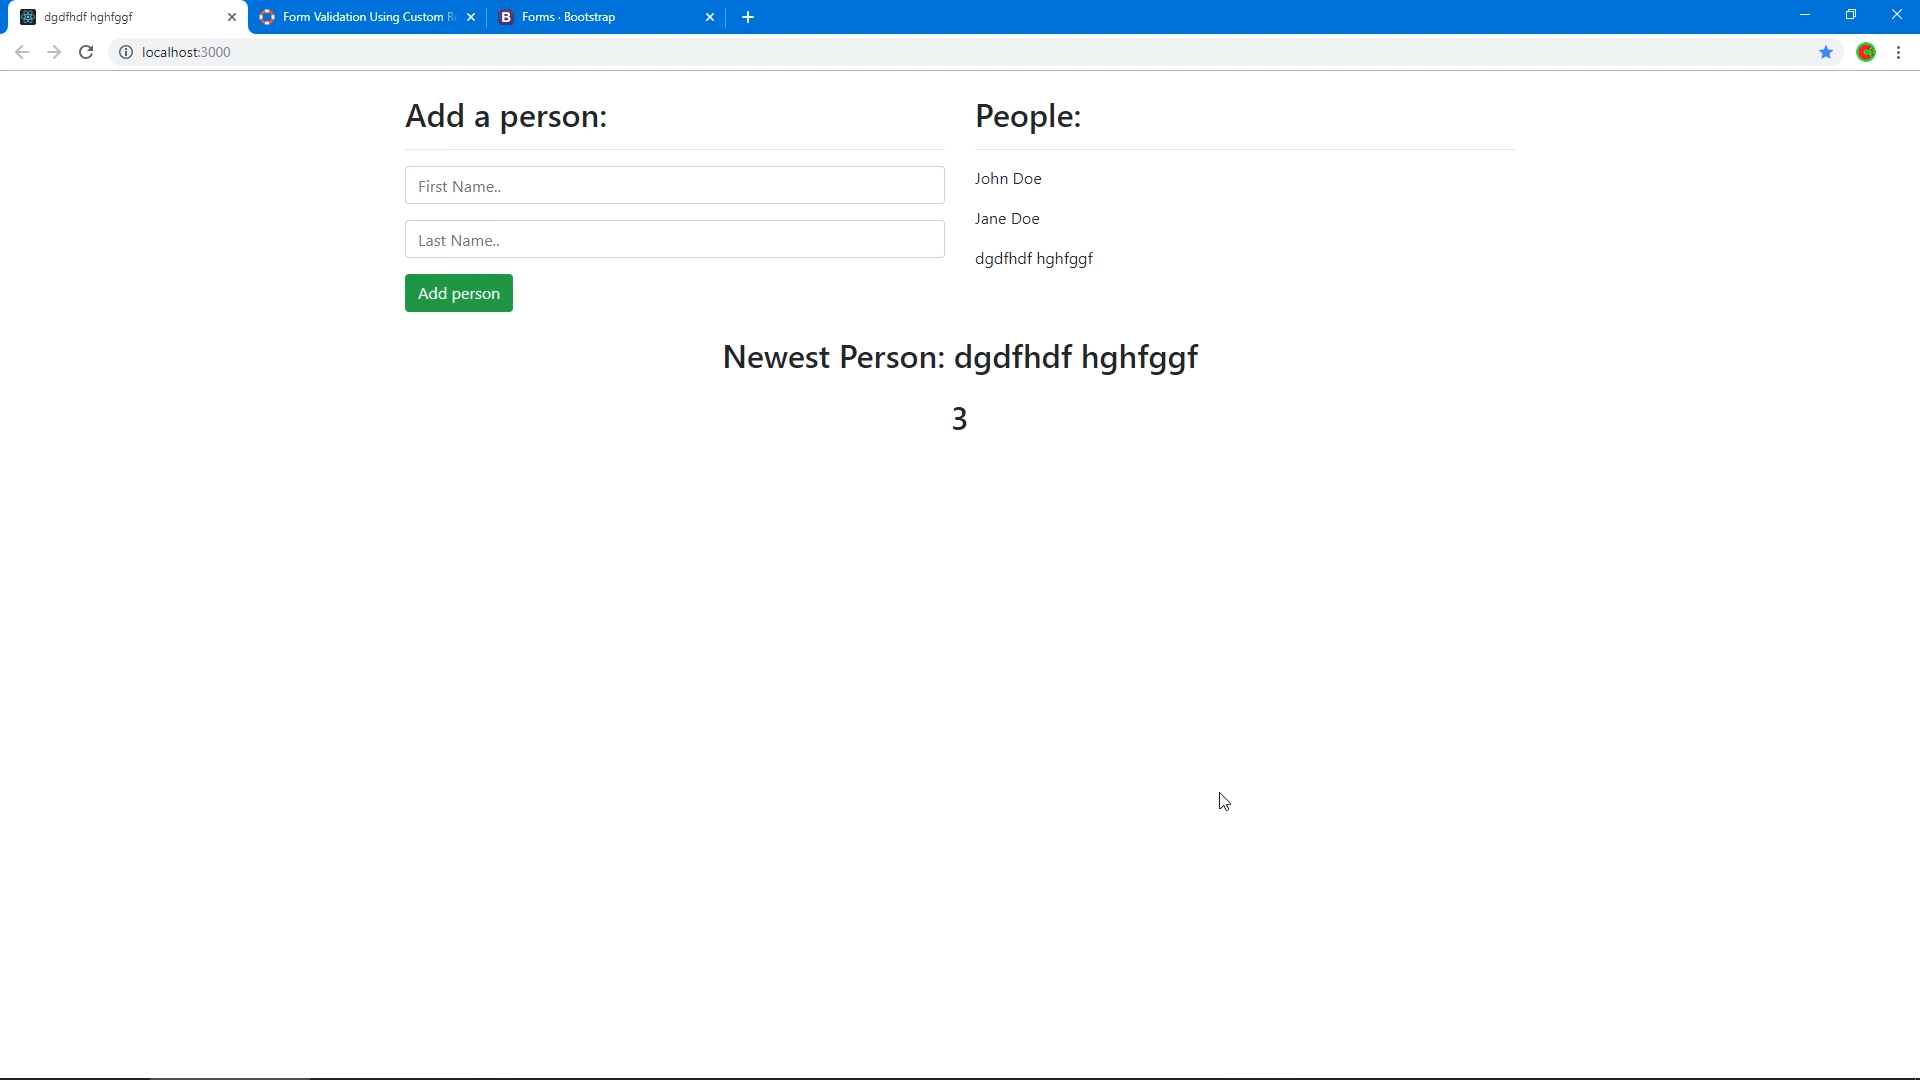 dgdfhdf hghfggf
Form Validation Using Custom
Forms · Bootstrap
localhost:3000
Add a person:
First Name..
Last Name..
Add person
People:
John Doe
Jane Doe
dgdfhdf hghfggf
Newest Person: dgdfhdf hghfggf
3